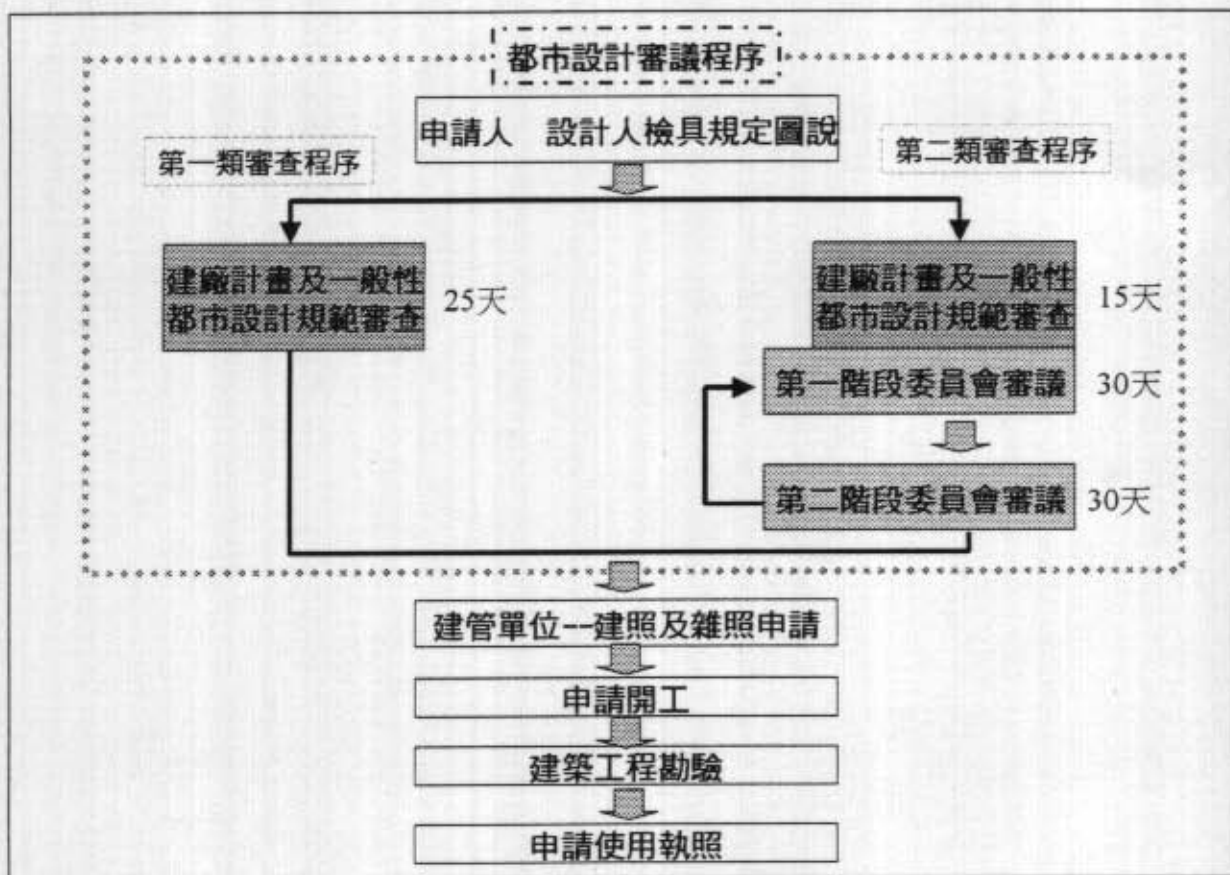 都市設計審議程序
申請人　設計人檢具規定圖說
第一類審查程序
第二類審查程序
建廠計畫及一般性
都市設計規範審查
25天
建廠計畫及一般性
都市設計規範審查
15天
第一階段委員會審議
30天
第二階段委員會審議
30天
建管單位--建照及雜照申請
申請開工
建築工程勘驗
申請使用執照